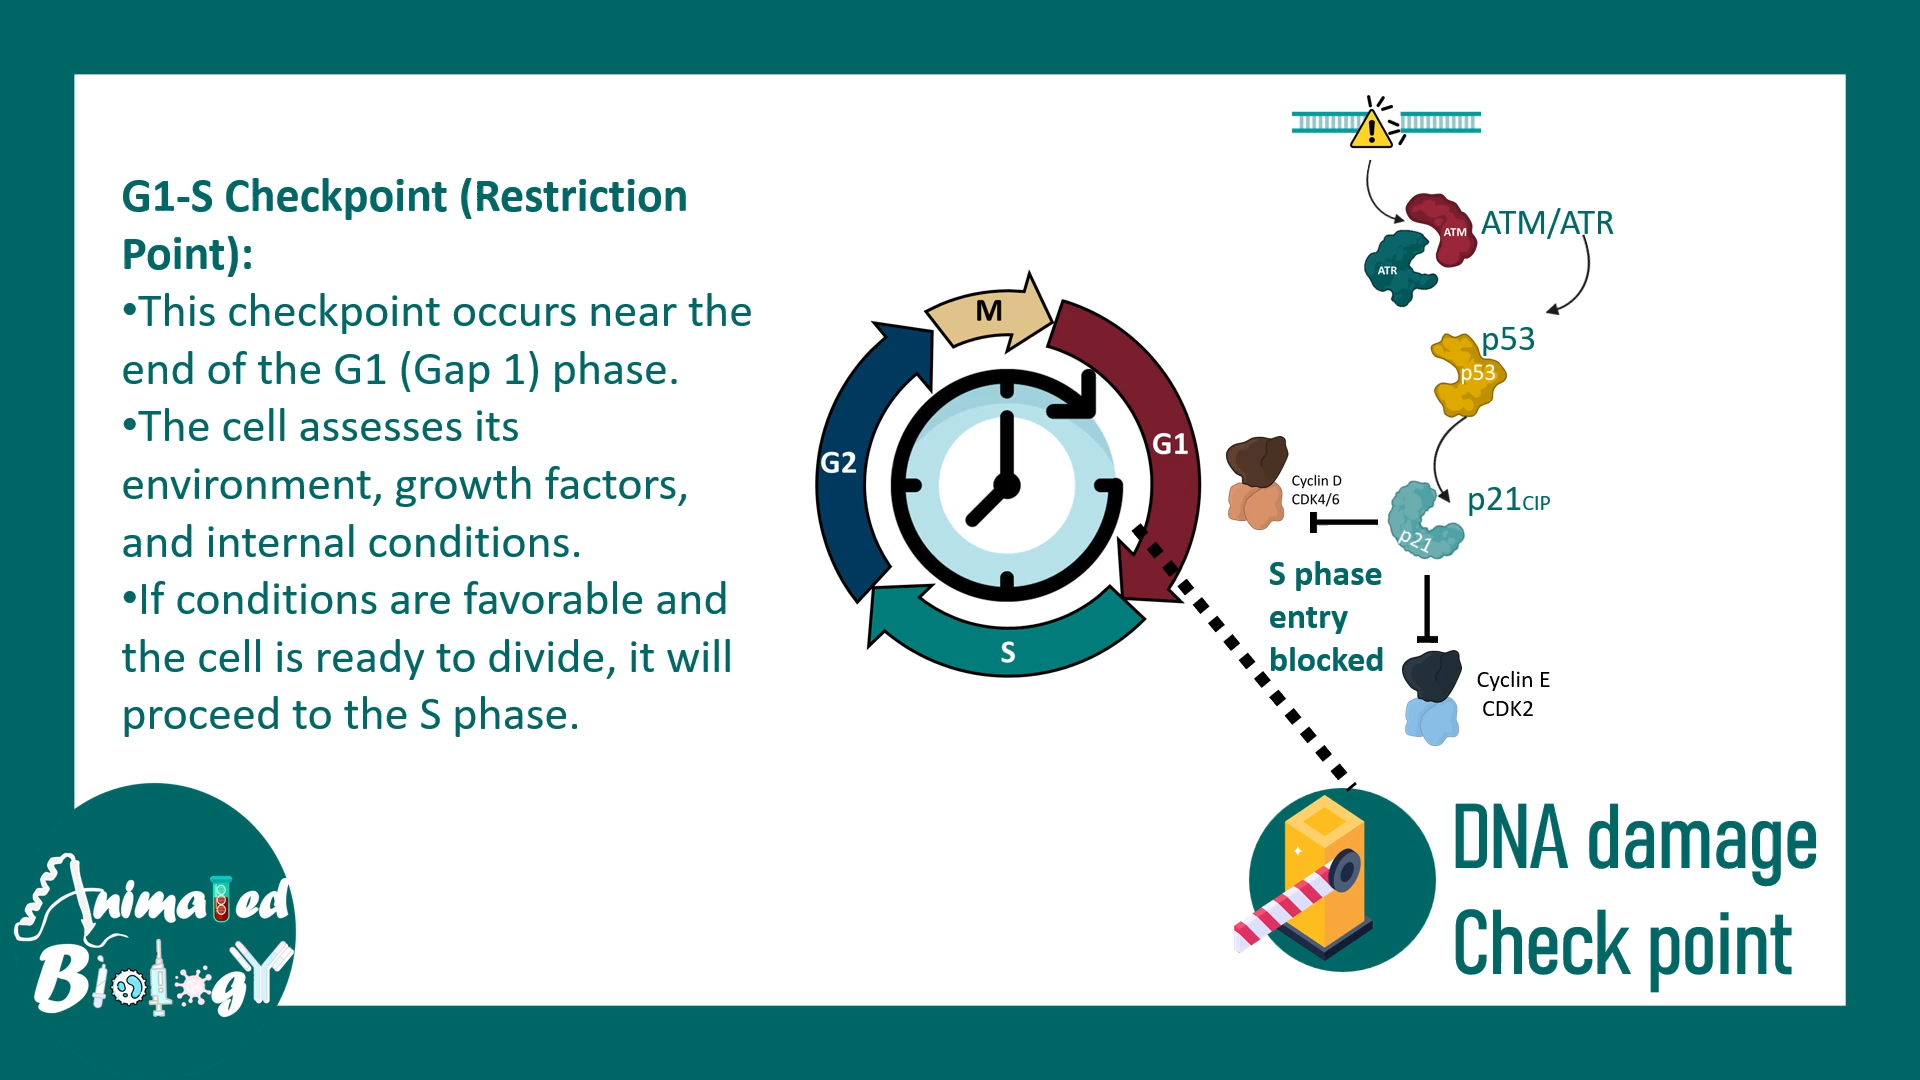 G1-S Checkpoint (Restriction
Point):
•This checkpoint occurs near the
end of the G1 (Gap 1) phase.
•The cell assesses its
environment, growth factors,
and internal conditions.
•If conditions are favorable and
the cell is ready to divide, it will
proceed to the S phase.
M
G1
G2
S
ATM/ATR
ATM
ATR
p53
p53
Cyclin D
CDK4/6
p21CIP
p21
S phase
entry
blocked
Cyclin E
CDK2
DNA damage
Check point
Animated
Biology